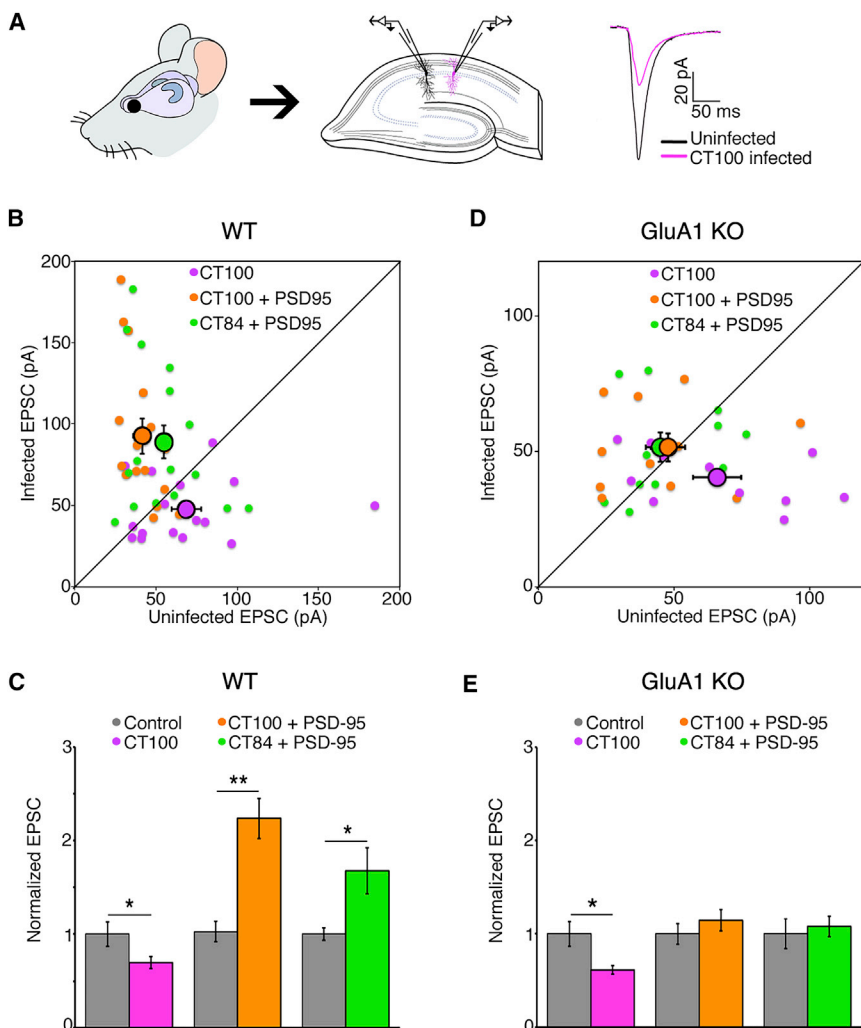 A
20 pA
50 ms
Uninfected
CT100 infected
B
WT
200
150
100
50
0
Infected EPSC (pA)
CT100
CT100 + PSD95
CT84 + PSD95
0
50
100
150
200
Uninfected EPSC (pA)
D
GluA1 KO
100
50
0
Infected EPSC (pA)
CT100
CT100 + PSD95
CT84 + PSD95
0
50
100
Uninfected EPSC (pA)
C
WT
Control
CT100 + PSD-95
CT100
CT84 + PSD-95
3
2
1
0
Normalized EPSC
*
**
*
E
GluA1 KO
Control
CT100 + PSD-95
CT100
CT84 + PSD-95
3
2
1
0
Normalized EPSC
*